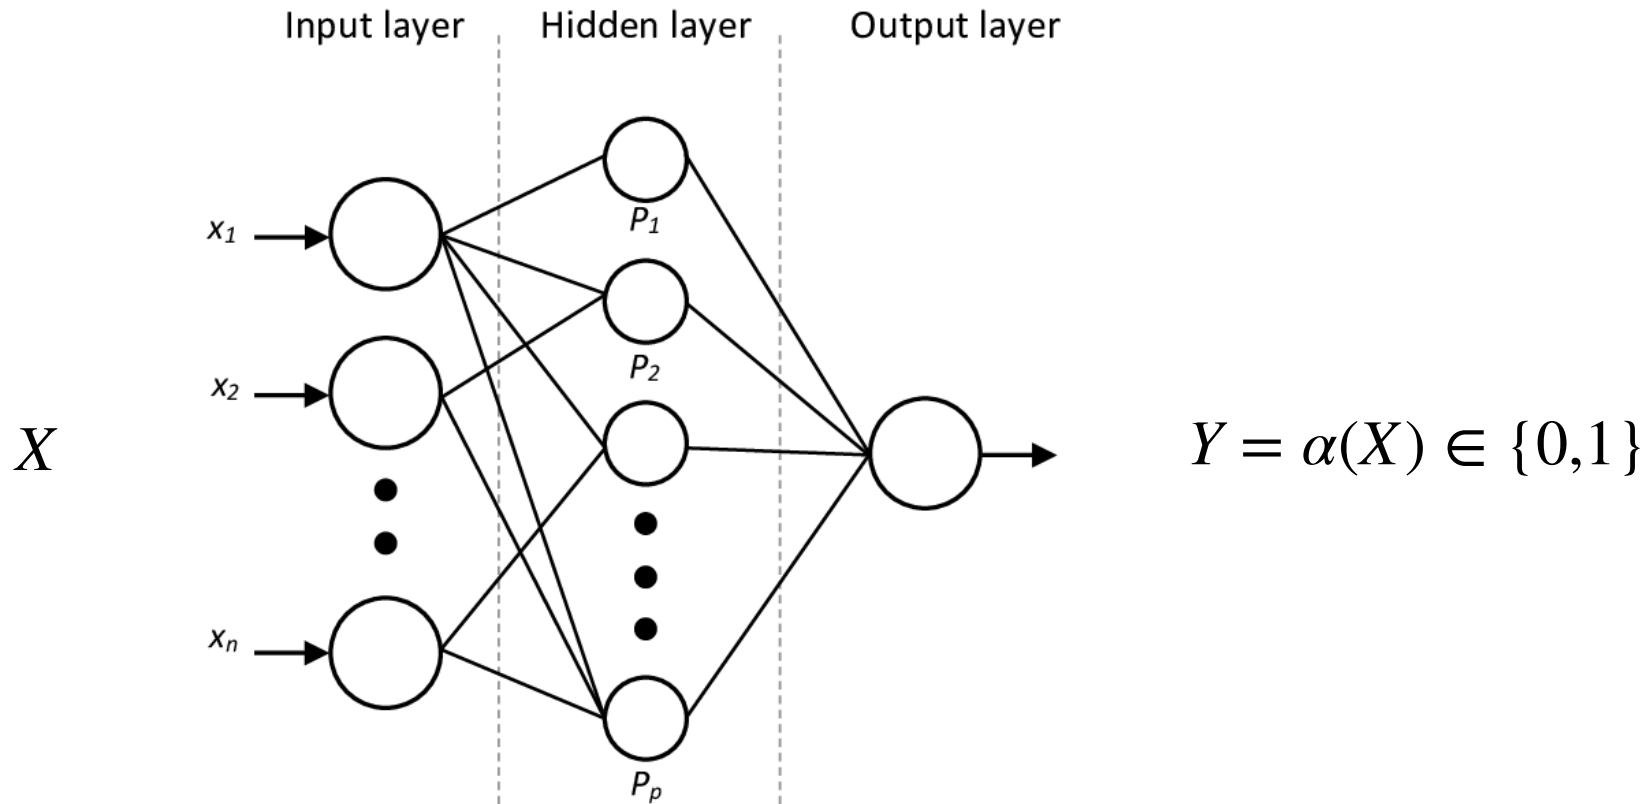 Input layer
Hidden layer
Output layer
x₁
P₁
x₂
P₂
X
Y = α(X) ∈ {0,1}
xₙ
Pₚ